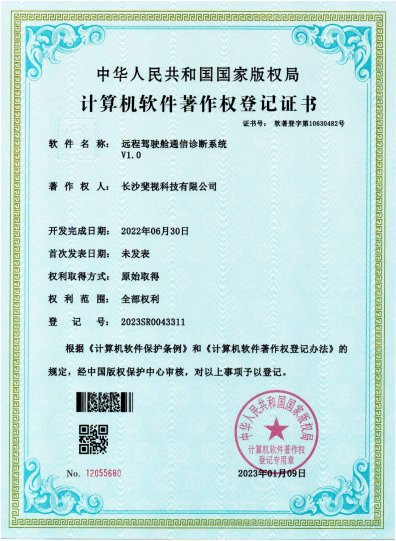 中华人民共和国国家版权局
计算机软件著作权登记证书
证书号： 软著登字第10630482号
软件名称： 远程驾驶舱通信诊断系统
V1.0
著作权人： 长沙斐视科技有限公司
开发完成日期： 2022年06月30日
首次发表日期： 未发表
权利取得方式： 原始取得
权利范围： 全部权利
登记号： 2023SR0043311
根据《计算机软件保护条例》和《计算机软件著作权登记办法》的
规定，经中国版权保护中心审核，对以上事项予以登记。
中华人民共和国国家版权局
计算机软件著作权
登记专用章
No. 12055680
2023年01月09日